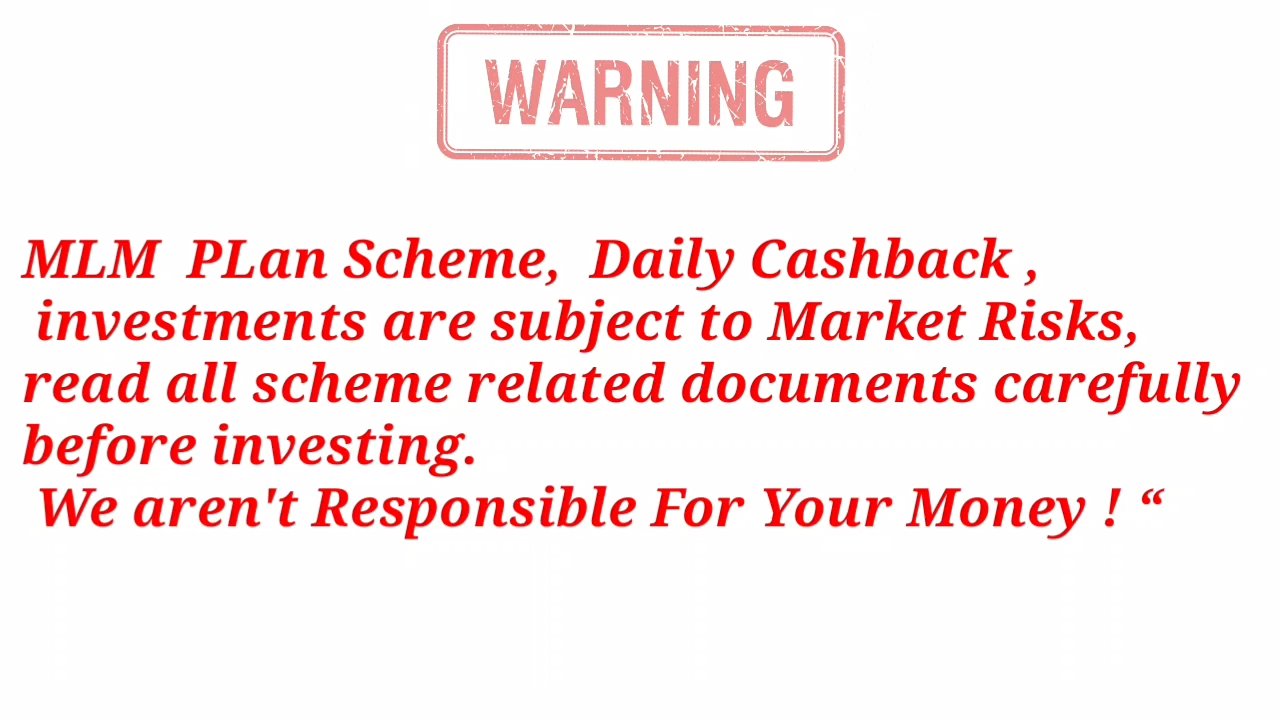 WARNING
MLM PLan Scheme, Daily Cashback ,
investments are subject to Market Risks,
read all scheme related documents carefully
before investing.
We aren't Responsible For Your Money ! “